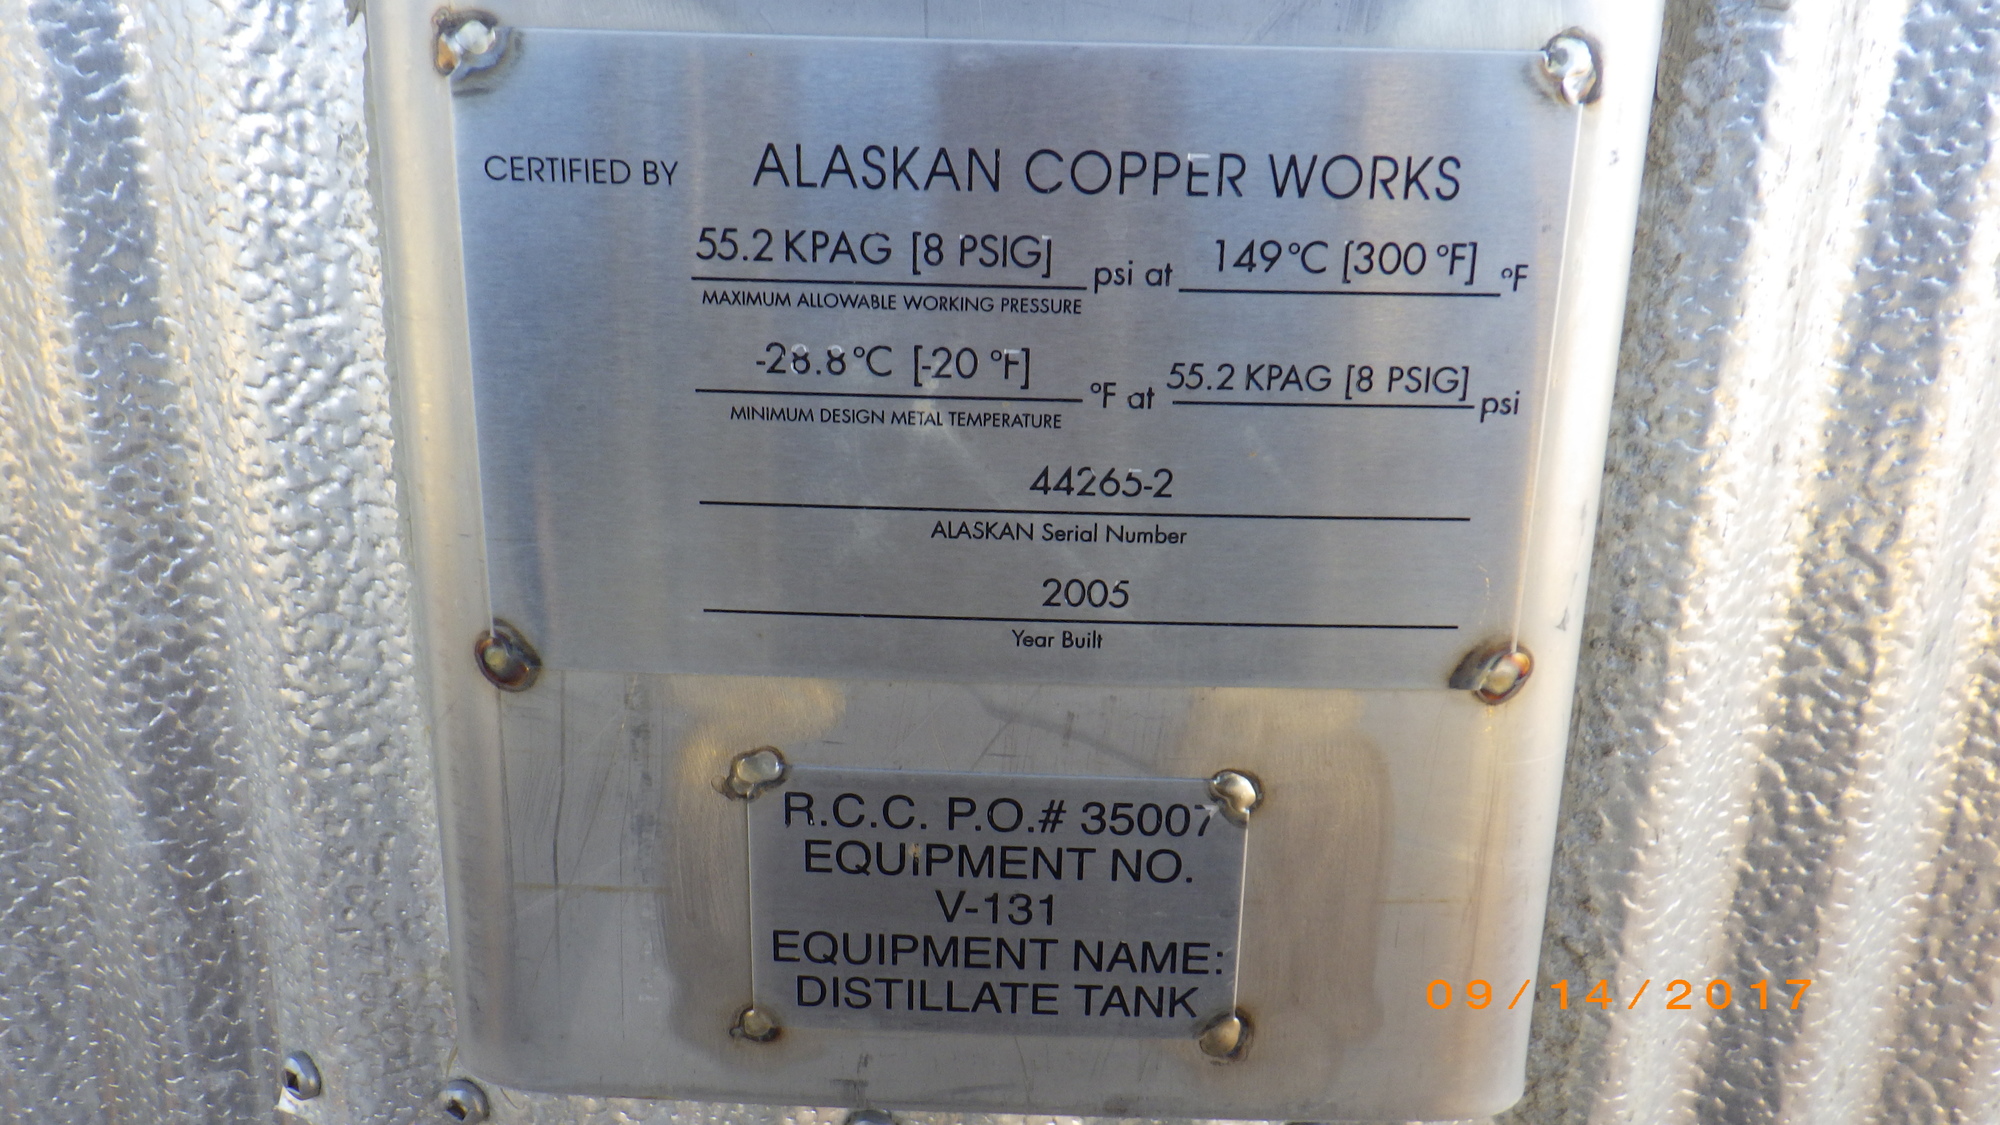 CERTIFIED BY ALASKAN COPPER WORKS
55.2 KPAG [8 PSIG] psi at 149°C [300 °F] °F
MAXIMUM ALLOWABLE WORKING PRESSURE
-28.8°C [-20 °F] °F at 55.2 KPAG [8 PSIG] psi
MINIMUM DESIGN METAL TEMPERATURE
44265-2
ALASKAN Serial Number
2005
Year Built
R.C.C. P.O.# 35007
EQUIPMENT NO.
V-131
EQUIPMENT NAME:
DISTILLATE TANK
09/14/2017